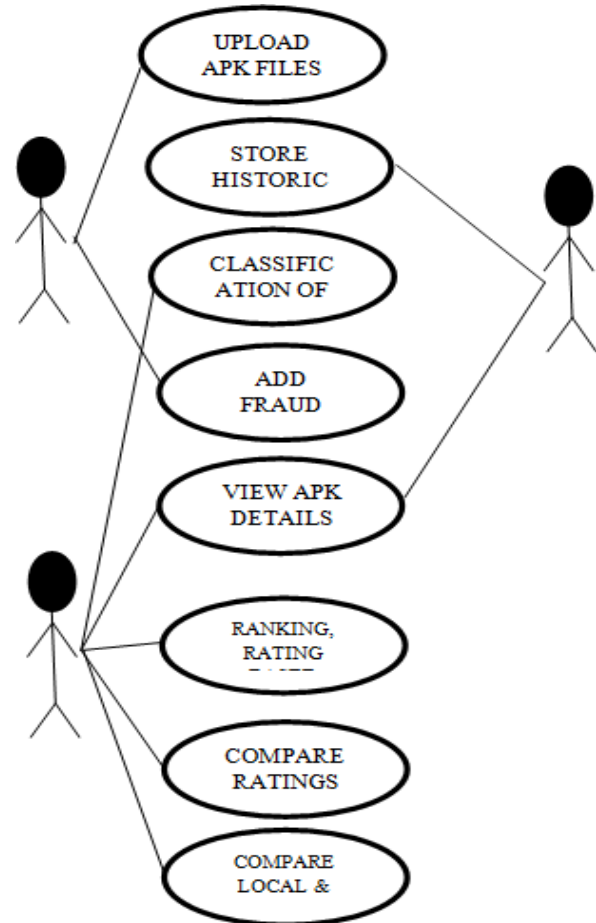 UPLOAD
APK FILES
STORE
HISTORIC
CLASSIFIC
ATION OF
ADD
FRAUD
VIEW APK
DETAILS
RANKING,
RATING
COMPARE
RATINGS
COMPARE
LOCAL &